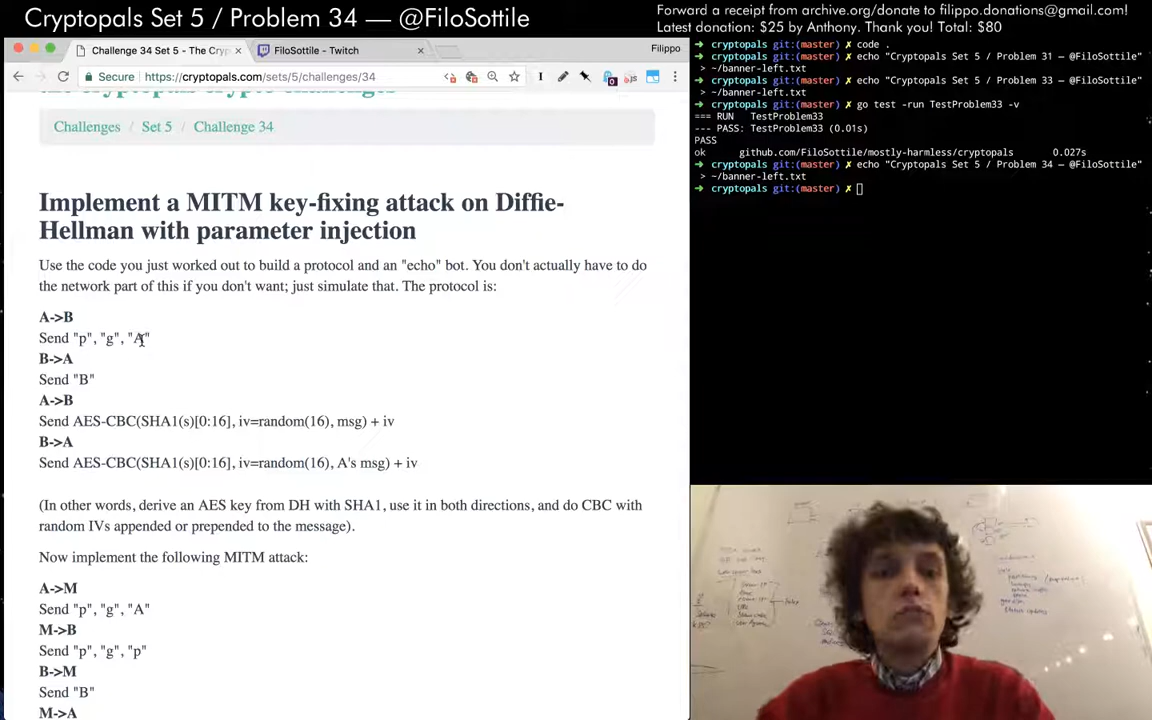 Cryptopals Set 5 / Problem 34 — @FiloSottile
Forward a receipt from archive.org/donate to filippo.donations@gmail.com!
Latest donation: $25 by Anthony. Thank you! Total: $80
Challenge 34 Set 5 - The Cryp
FiloSottile - Twitch
Filippo
Secure
https://cryptopals.com/sets/5/challenges/34
the cryptopals crypto challenges
Challenges / Set 5 / Challenge 34
Implement a MITM key-fixing attack on Diffie-
Hellman with parameter injection
Use the code you just worked out to build a protocol and an "echo" bot. You don't actually have to do
the network part of this if you don't want; just simulate that. The protocol is:
A->B
Send "p", "g", "A"
B->A
Send "B"
A->B
Send AES-CBC(SHA1(s)[0:16], iv=random(16), msg) + iv
B->A
Send AES-CBC(SHA1(s)[0:16], iv=random(16), A's msg) + iv
(In other words, derive an AES key from DH with SHA1, use it in both directions, and do CBC with
random IVs appended or prepended to the message).
Now implement the following MITM attack:
A->M
Send "p", "g", "A"
M->B
Send "p", "g", "p"
B->M
Send "B"
M->A
➜ cryptopals git:(master) ✗ code .
➜ cryptopals git:(master) ✗ echo "Cryptopals Set 5 / Problem 31 — @FiloSottile"
> ~/banner-left.txt
➜ cryptopals git:(master) ✗ echo "Cryptopals Set 5 / Problem 33 — @FiloSottile"
> ~/banner-left.txt
➜ cryptopals git:(master) ✗ go test -run TestProblem33 -v
=== RUN TestProblem33
--- PASS: TestProblem33 (0.01s)
PASS
ok github.com/FiloSottile/mostly-harmless/cryptopals 0.027s
➜ cryptopals git:(master) ✗ echo "Cryptopals Set 5 / Problem 34 — @FiloSottile"
> ~/banner-left.txt
➜ cryptopals git:(master) ✗